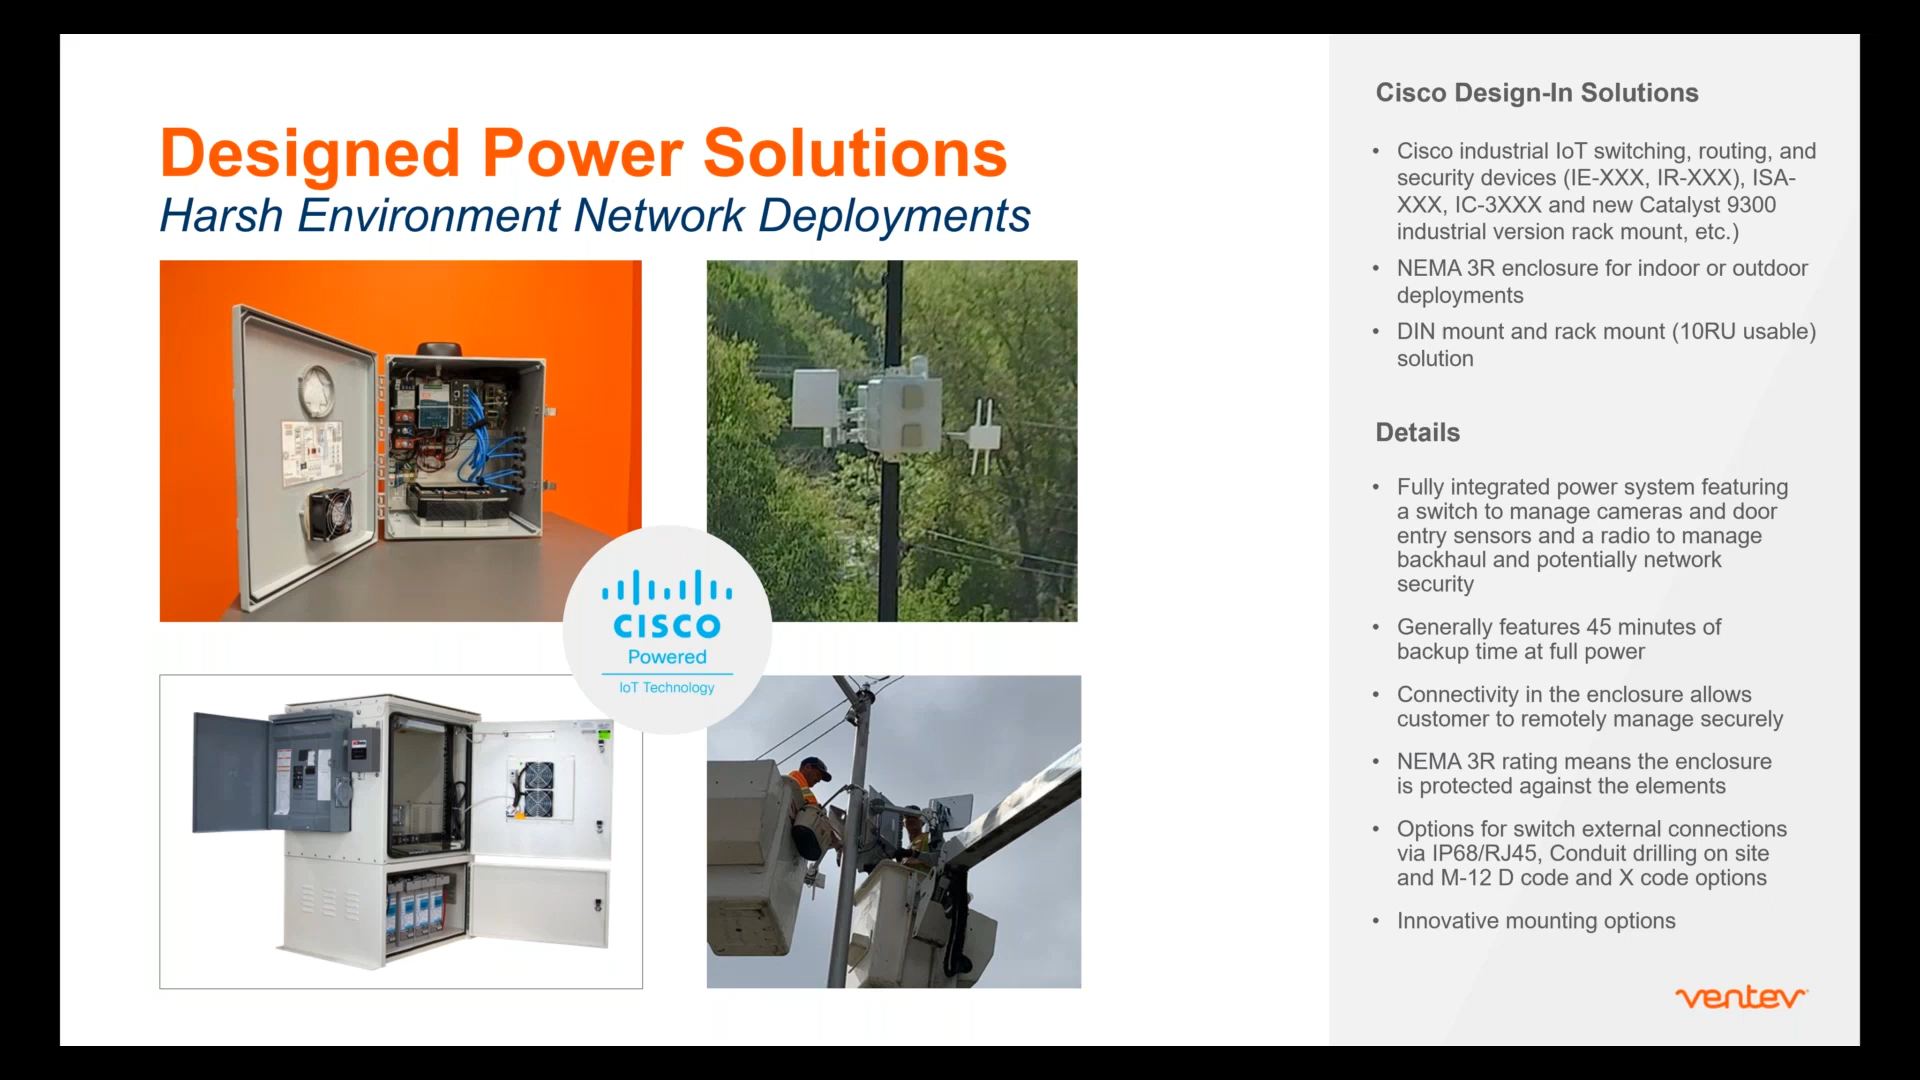 Designed Power Solutions
Harsh Environment Network Deployments
CISCO
Powered
IoT Technology
Cisco Design-In Solutions
• Cisco industrial IoT switching, routing, and
security devices (IE-XXX, IR-XXX), ISA-
XXX, IC-3XXX and new Catalyst 9300
industrial version rack mount, etc.)
• NEMA 3R enclosure for indoor or outdoor
deployments
• DIN mount and rack mount (10RU usable)
solution
Details
• Fully integrated power system featuring
a switch to manage cameras and door
entry sensors and a radio to manage
backhaul and potentially network
security
• Generally features 45 minutes of
backup time at full power
• Connectivity in the enclosure allows
customer to remotely manage securely
• NEMA 3R rating means the enclosure
is protected against the elements
• Options for switch external connections
via IP68/RJ45, Conduit drilling on site
and M-12 D code and X code options
• Innovative mounting options
ventev